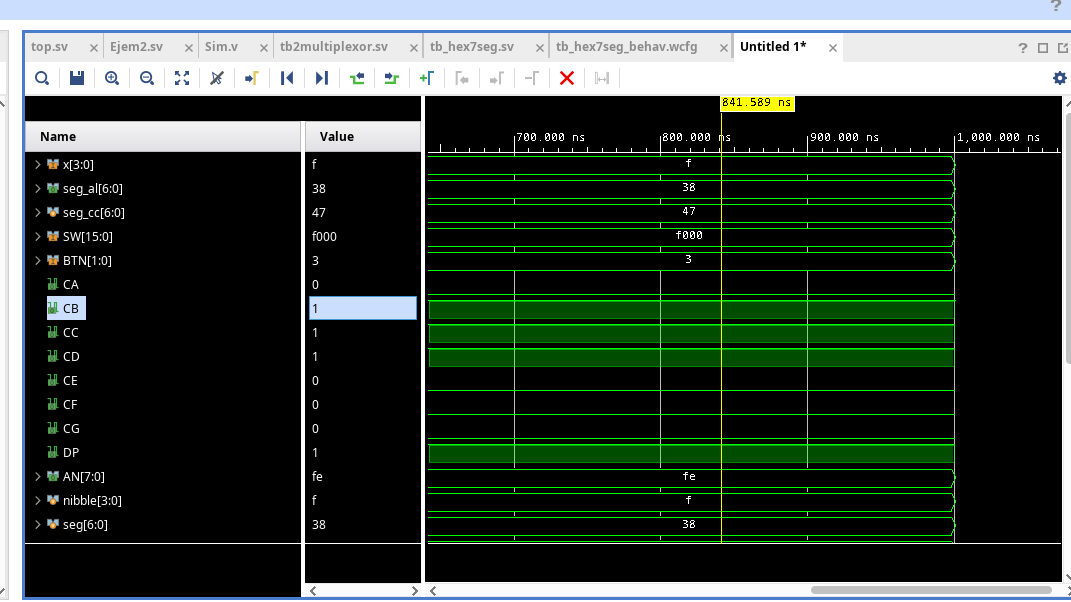 ?
top.sv Ejem2.sv Sim.v tb2multiplexor.sv tb_hex7seg.sv tb_hex7seg_behav.wcfg Untitled 1* ?
841.589 ns
Name Value
700.000 ns 800.000 ns 900.000 ns 1,000.000 ns
x[3:0] f f
seg_al[6:0] 38 38
seg_cc[6:0] 47 47
SW[15:0] f000 f000
BTN[1:0] 3 3
CA 0
CB 1
CC 1
CD 1
CE 0
CF 0
CG 0
DP 1
AN[7:0] fe fe
nibble[3:0] f f
seg[6:0] 38 38